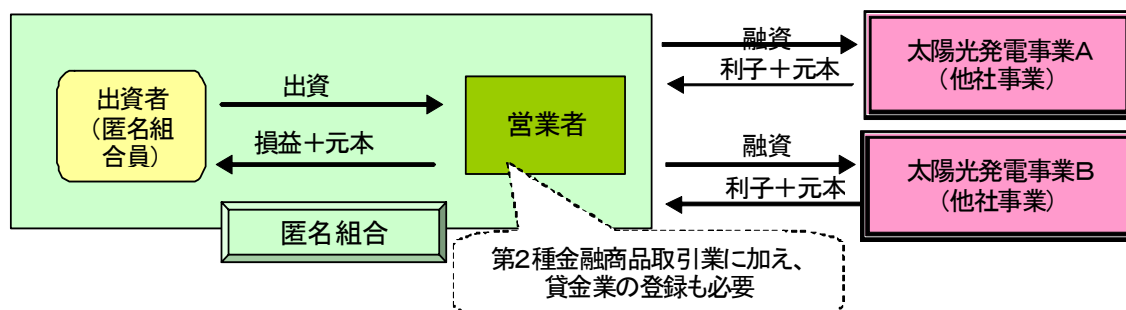 出資者
（匿名組
合員）
出資
損益＋元本
営業者
匿名組合
第２種金融商品取引業に加え、
貸金業の登録も必要
融資
利子＋元本
太陽光発電事業Ａ
（他社事業）
融資
利子＋元本
太陽光発電事業Ｂ
（他社事業）